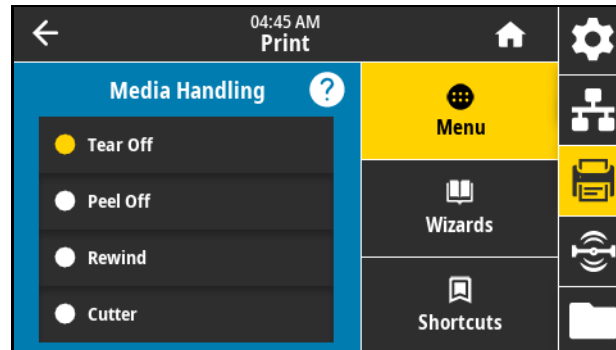 04:45 AM
Print
Media Handling
?
Tear Off
Peel Off
Rewind
Cutter
Menu
Wizards
Shortcuts